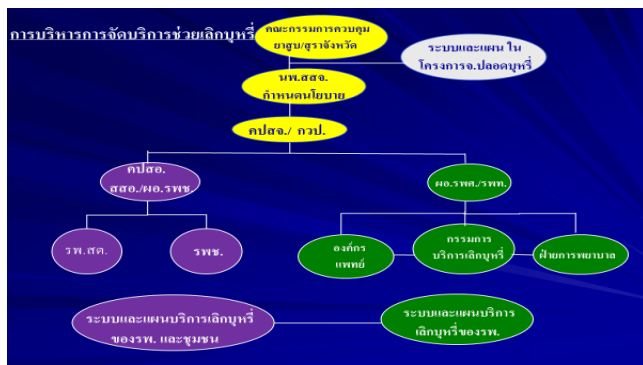 การบริหารการจัดบริการช่วยเลิกบุหรี่
คณะกรรมการควบคุม
ยาสูบ/สุราจังหวัด
ระบบและแผน ใน
โครงการจ.ปลอดบุหรี่
นพ.สสจ.
กำหนดนโยบาย
คปสจ./ กวป.
คปสอ.
สสอ./ผอ.รพช.
ผอ.รพศ./รพท.
รพ.สต.
รพช.
องค์กร
แพทย์
กรรมการ
บริการเลิกบุหรี่
ฝ่ายการพยาบาล
ระบบและแผนบริการเลิกบุหรี่
ของรพ. และชุมชน
ระบบและแผนบริการ
เลิกบุหรี่ของรพ.